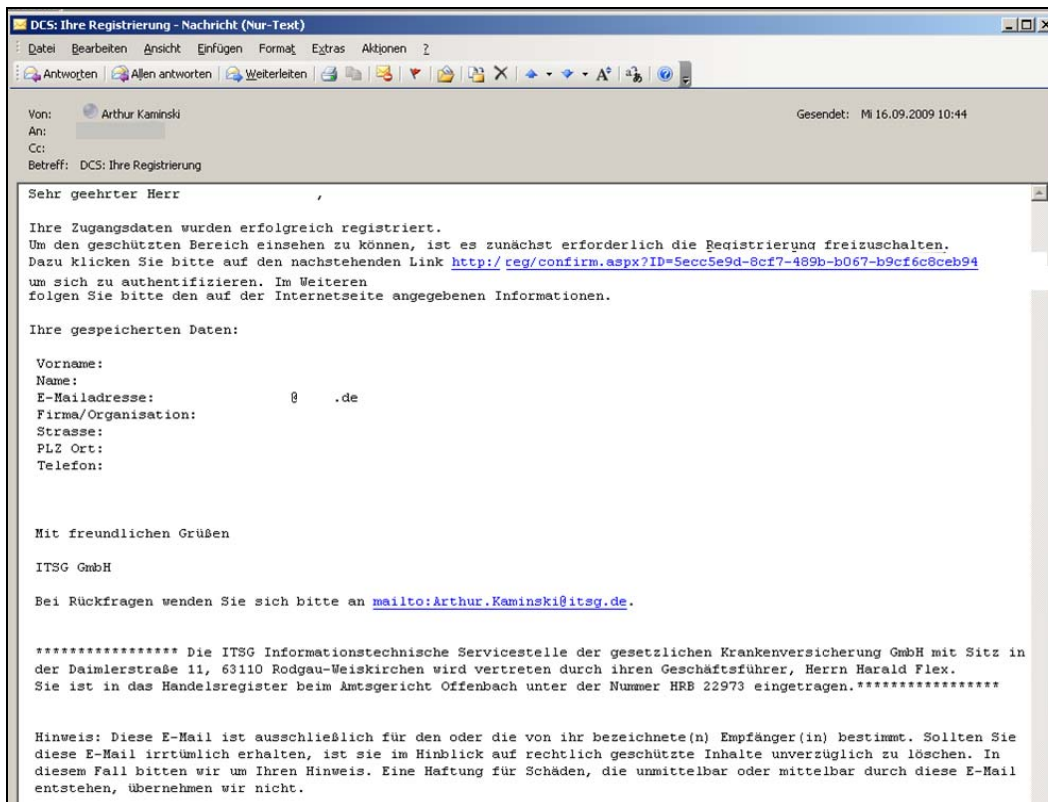 DCS: Ihre Registrierung - Nachricht (Nur-Text)
Datei Bearbeiten Ansicht Einfügen Format Extras Aktionen ?
Antworten Allen antworten Weiterleiten
Von: Arthur Kaminski Gesendet: Mi 16.09.2009 10:44
An:
Cc:
Betreff: DCS: Ihre Registrierung
Sehr geehrter Herr ,
Ihre Zugangsdaten wurden erfolgreich registriert.
Um den geschützten Bereich einsehen zu können, ist es zunächst erforderlich die Registrierung freizuschalten.
Dazu klicken Sie bitte auf den nachstehenden Link http:/ reg/confirm.aspx?ID=5ecc5e9d-8cf7-489b-b067-b9cf6c8ceb94
um sich zu authentifizieren. Im Weiteren
folgen Sie bitte den auf der Internetseite angegebenen Informationen.
Ihre gespeicherten Daten:
Vorname:
Name:
E-Mailadresse: @ .de
Firma/Organisation:
Strasse:
PLZ Ort:
Telefon:
Mit freundlichen Grüßen
ITSG GmbH
Bei Rückfragen wenden Sie sich bitte an mailto:Arthur.Kaminski@itsg.de.
***************** Die ITSG Informationstechnische Servicestelle der gesetzlichen Krankenversicherung GmbH mit Sitz in
der Daimlerstraße 11, 63110 Rodgau-Weiskirchen wird vertreten durch ihren Geschäftsführer, Herrn Harald Flex.
Sie ist in das Handelsregister beim Amtsgericht Offenbach unter der Nummer HRB 22973 eingetragen.*****************
Hinweis: Diese E-Mail ist ausschließlich für den oder die von ihr bezeichnete(n) Empfänger(in) bestimmt. Sollten Sie
diese E-Mail irrtümlich erhalten, ist sie im Hinblick auf rechtlich geschützte Inhalte unverzüglich zu löschen. In
diesem Fall bitten wir um Ihren Hinweis. Eine Haftung für Schäden, die unmittelbar oder mittelbar durch diese E-Mail
entstehen, übernehmen wir nicht.